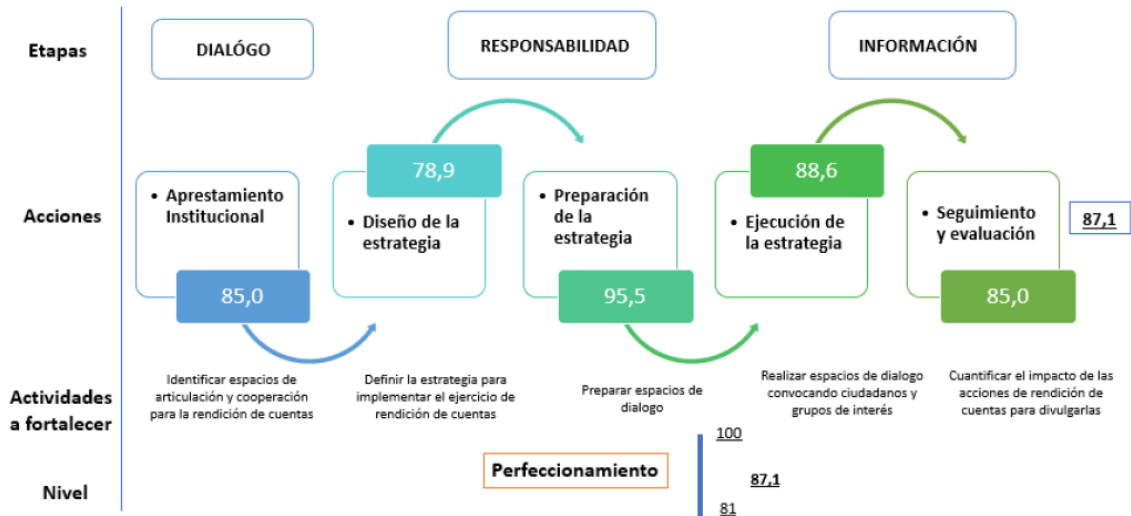 Etapas
DIALÓGO
RESPONSABILIDAD
INFORMACIÓN
Acciones
• Aprestamiento
Institucional
85,0
78,9
• Diseño de la
estrategia
• Preparación
de la
estrategia
95,5
88,6
• Ejecución de
la estrategia
• Seguimiento
y evaluación
85,0
87,1
Actividades
a fortalecer
Identificar espacios de
articulación y cooperación
para la rendición de cuentas
Definir la estrategia para
implementar el ejercicio de
rendición de cuentas
Preparar espacios de
dialogo
Realizar espacios de dialogo
convocando ciudadanos y
grupos de interés
Cuantificar el impacto de las
acciones de rendición de
cuentas para divulgarlas
Nivel
Perfeccionamiento
100
87,1
81